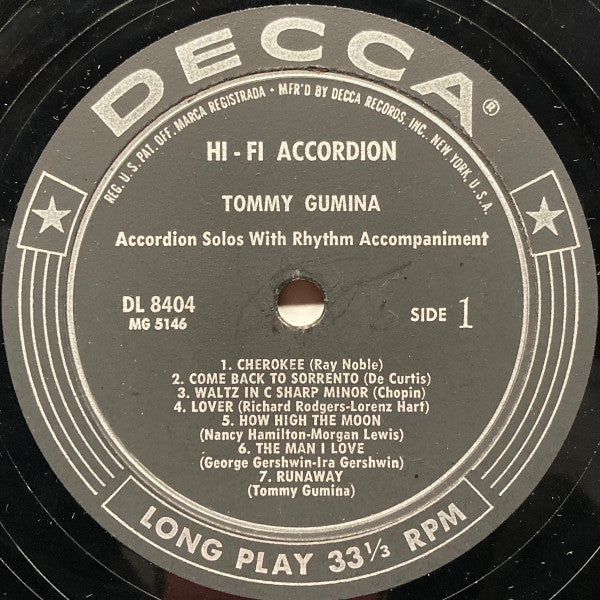 DECCA®
REG. U.S. PAT. OFF. MARCA REGISTRADA • MFR'D BY DECCA RECORDS, INC., NEW YORK, U.S.A.
HI-FI ACCORDION
TOMMY GUMINA
Accordion Solos With Rhythm Accompaniment
DL 8404
MG 5146
SIDE 1
1. CHEROKEE (Ray Noble)
2. COME BACK TO SORRENTO (De Curtis)
3. WALTZ IN C SHARP MINOR (Chopin)
4. LOVER (Richard Rodgers-Lorenz Hart)
5. HOW HIGH THE MOON
(Nancy Hamilton-Morgan Lewis)
6. THE MAN I LOVE
(George Gershwin-Ira Gershwin)
7. RUNAWAY
(Tommy Gumina)
LONG PLAY 33⅓ RPM